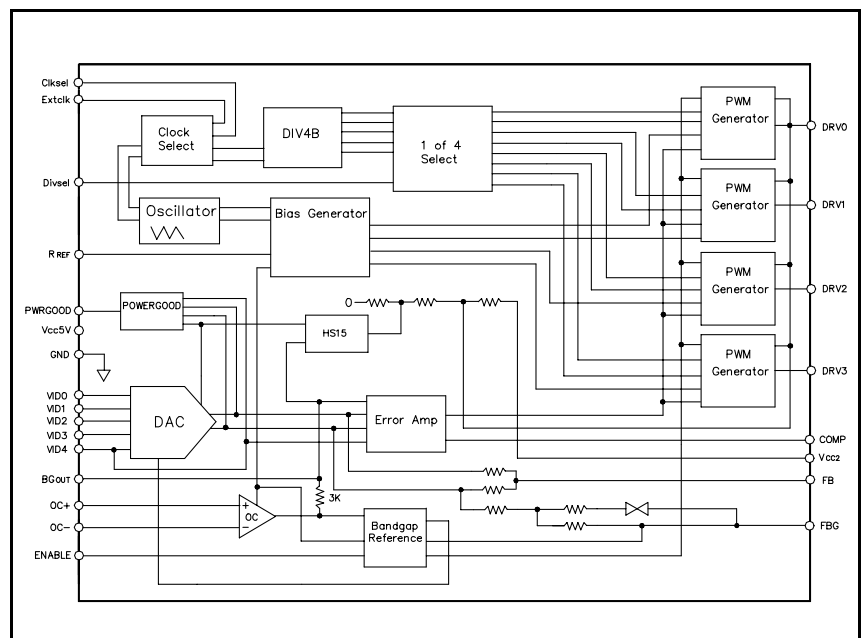 Clksel
Extclk
Clock
Select
DIV4B
1 of 4
Select
PWM
Generator
DRV0
Divsel
Oscillator
Bias Generator
PWM
Generator
DRV1
RREF
PWM
Generator
DRV2
PWRGOOD
POWERGOOD
0
HS15
Vcc5V
GND
PWM
Generator
DRV3
VID0
VID1
VID2
VID3
VID4
DAC
Error Amp
COMP
Vcc2
BGOUT
3K
FB
OC+
OC-
+
OC
-
Bandgap
Reference
FBG
ENABLE